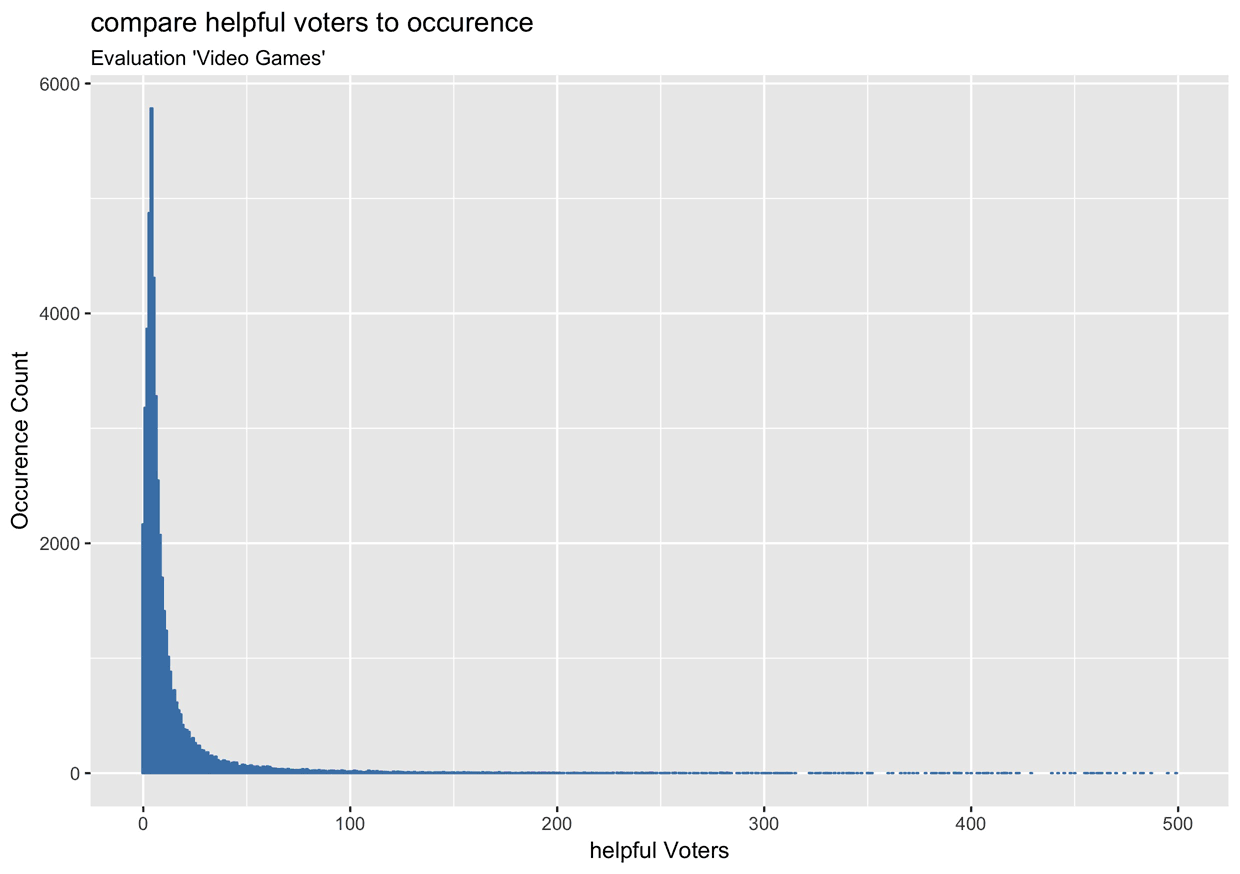 compare helpful voters to occurence
Evaluation 'Video Games'
6000
4000
2000
0
Occurence Count
0 100 200 300 400 500
helpful Voters